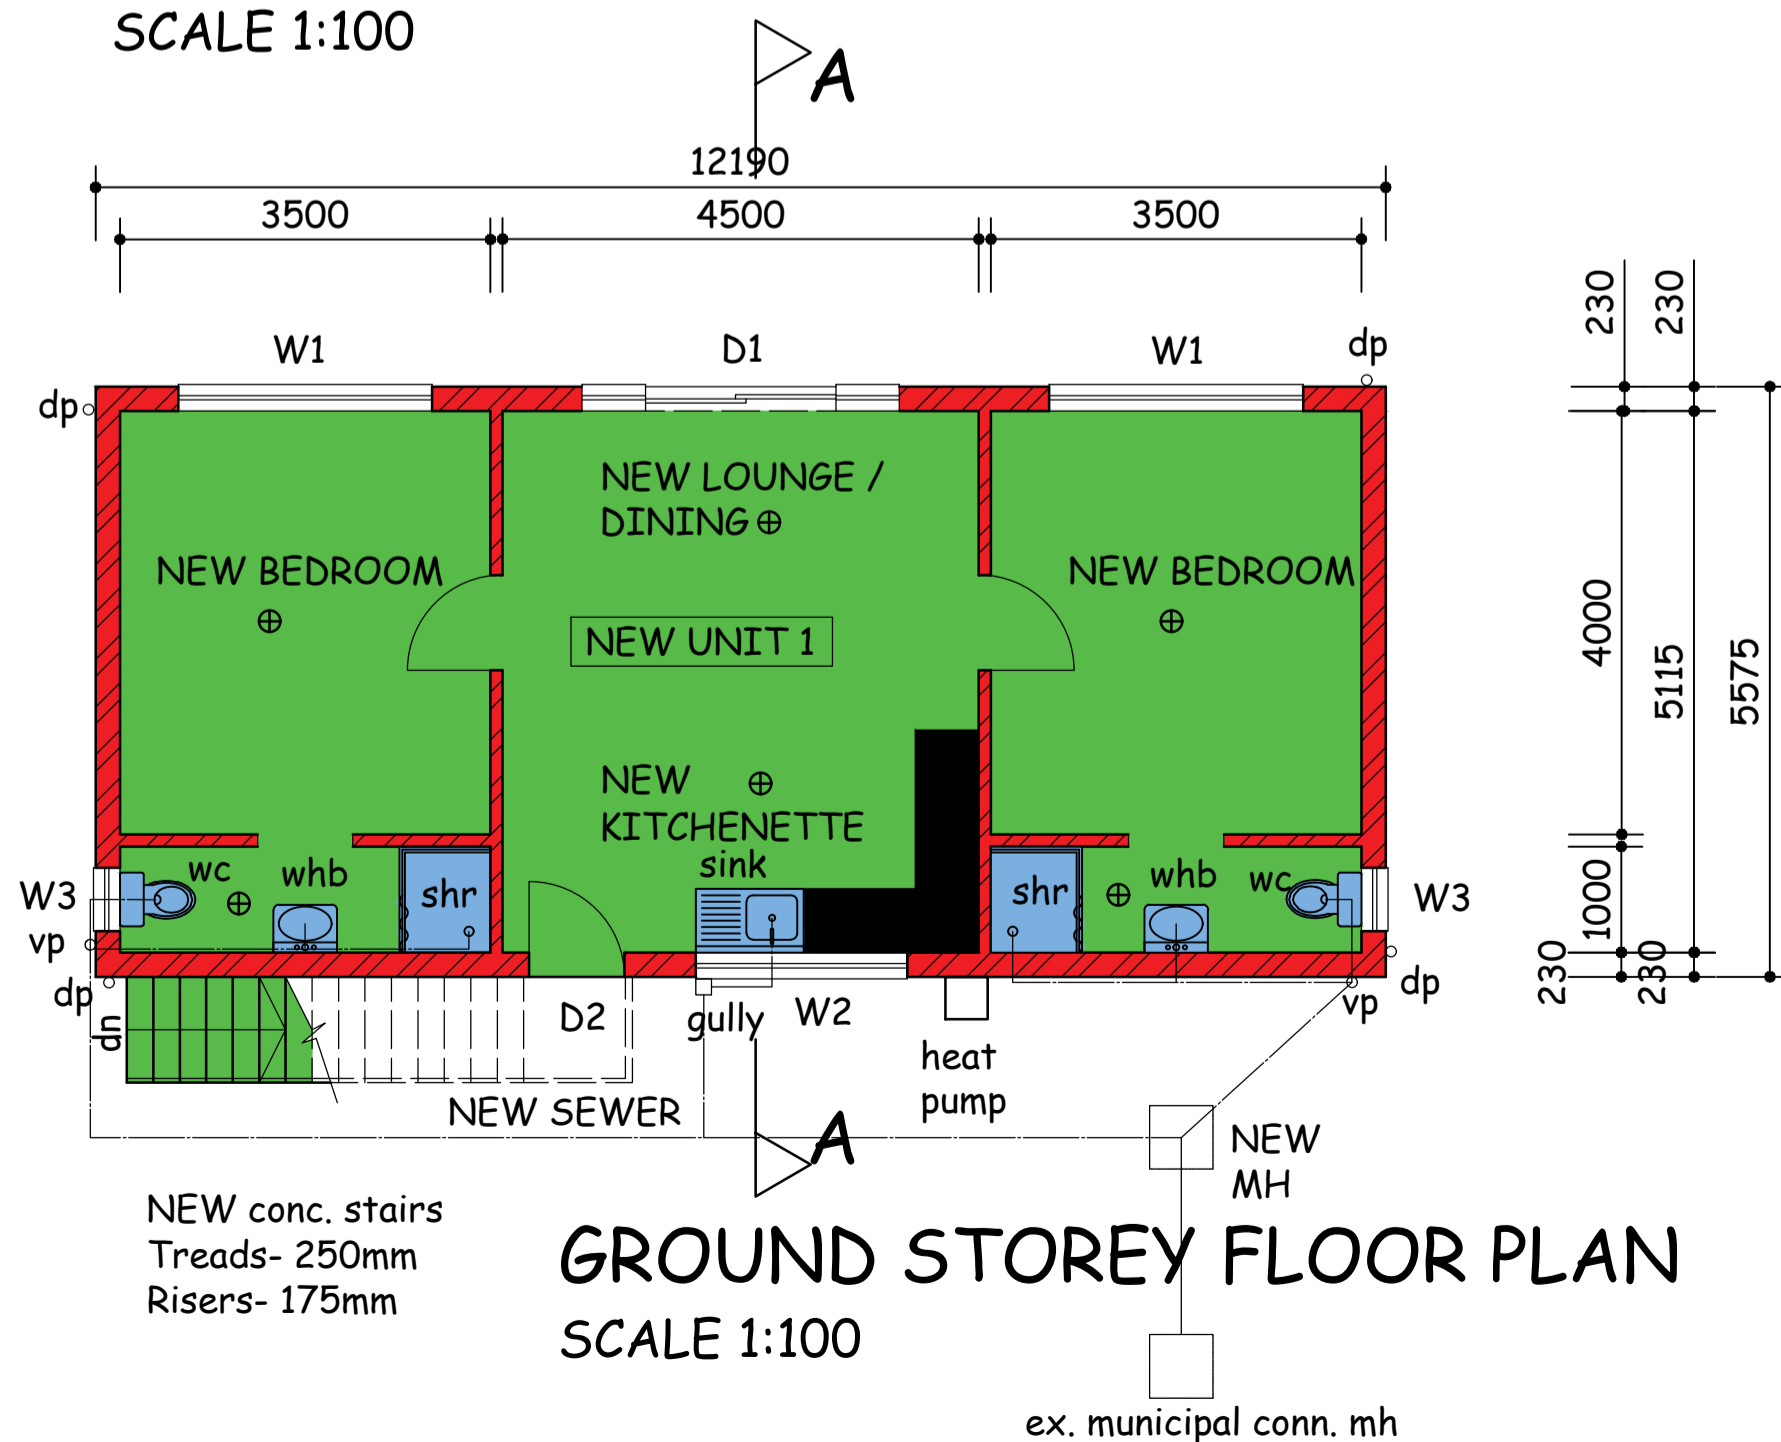 SCALE 1:100
A
12190
3500
4500
3500
230
230
W1
D1
W1
dp
dp
NEW LOUNGE /
DINING
NEW BEDROOM
NEW BEDROOM
NEW UNIT 1
4000
5115
5575
NEW
KITCHENETTE
sink
wc
whb
shr
shr
whb
wc
W3
W3
1000
vp
dp
dn
D2
gully
W2
vp
dp
230
230
heat
pump
NEW SEWER
A
NEW
MH
NEW conc. stairs
Treads- 250mm
Risers- 175mm
GROUND STOREY FLOOR PLAN
SCALE 1:100
ex. municipal conn. mh